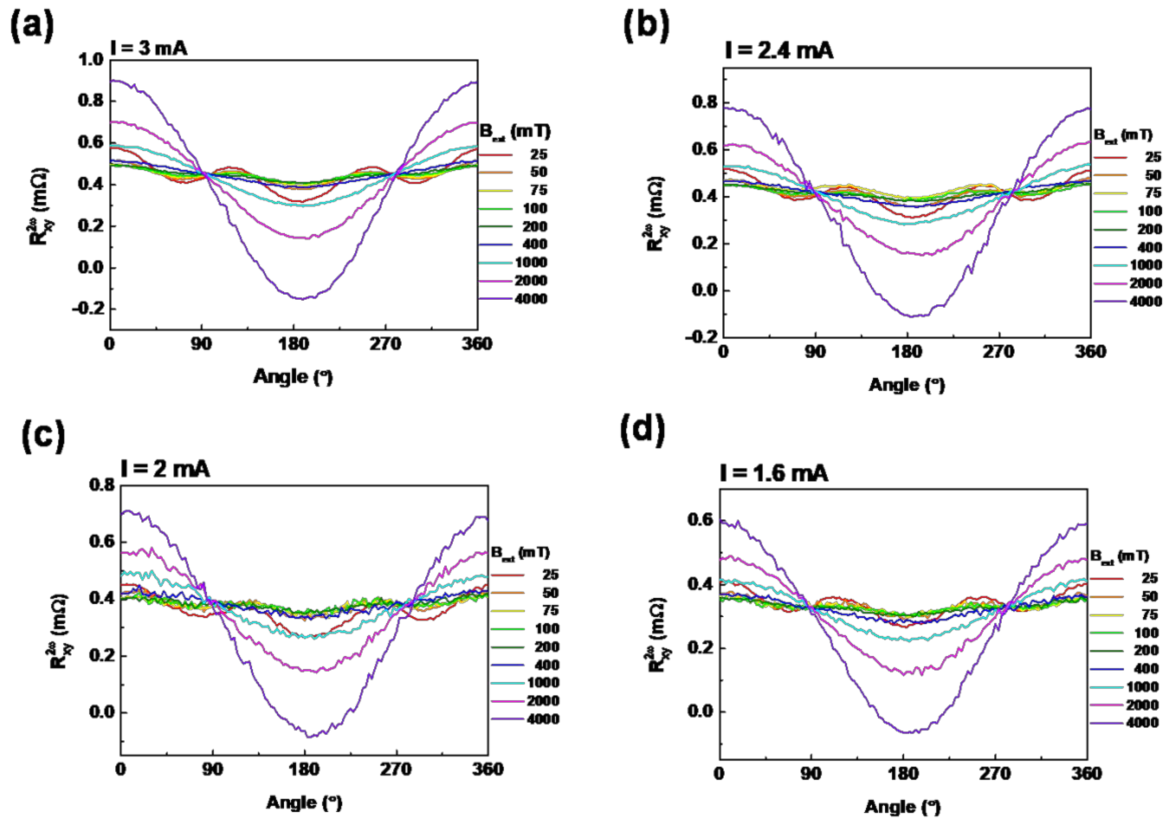 (a)
I = 3 mA
1.0
0.8
0.6
0.4
0.2
0.0
-0.2
R_xy^2ω (mΩ)
0 90 180 270 360
Angle (°)
B_ext (mT)
25
50
75
100
200
400
1000
2000
4000
(b)
I = 2.4 mA
0.8
0.6
0.4
0.2
0.0
-0.2
R_xy^2ω (mΩ)
0 90 180 270 360
Angle (°)
B_ext (mT)
25
50
75
100
200
400
1000
2000
4000
(c)
I = 2 mA
0.8
0.6
0.4
0.2
0.0
R_xy^2ω (mΩ)
0 90 180 270 360
Angle (°)
B_ext (mT)
25
50
75
100
200
400
1000
2000
4000
(d)
I = 1.6 mA
0.6
0.4
0.2
0.0
R_xy^2ω (mΩ)
0 90 180 270 360
Angle (°)
B_ext (mT)
25
50
75
100
200
400
1000
2000
4000